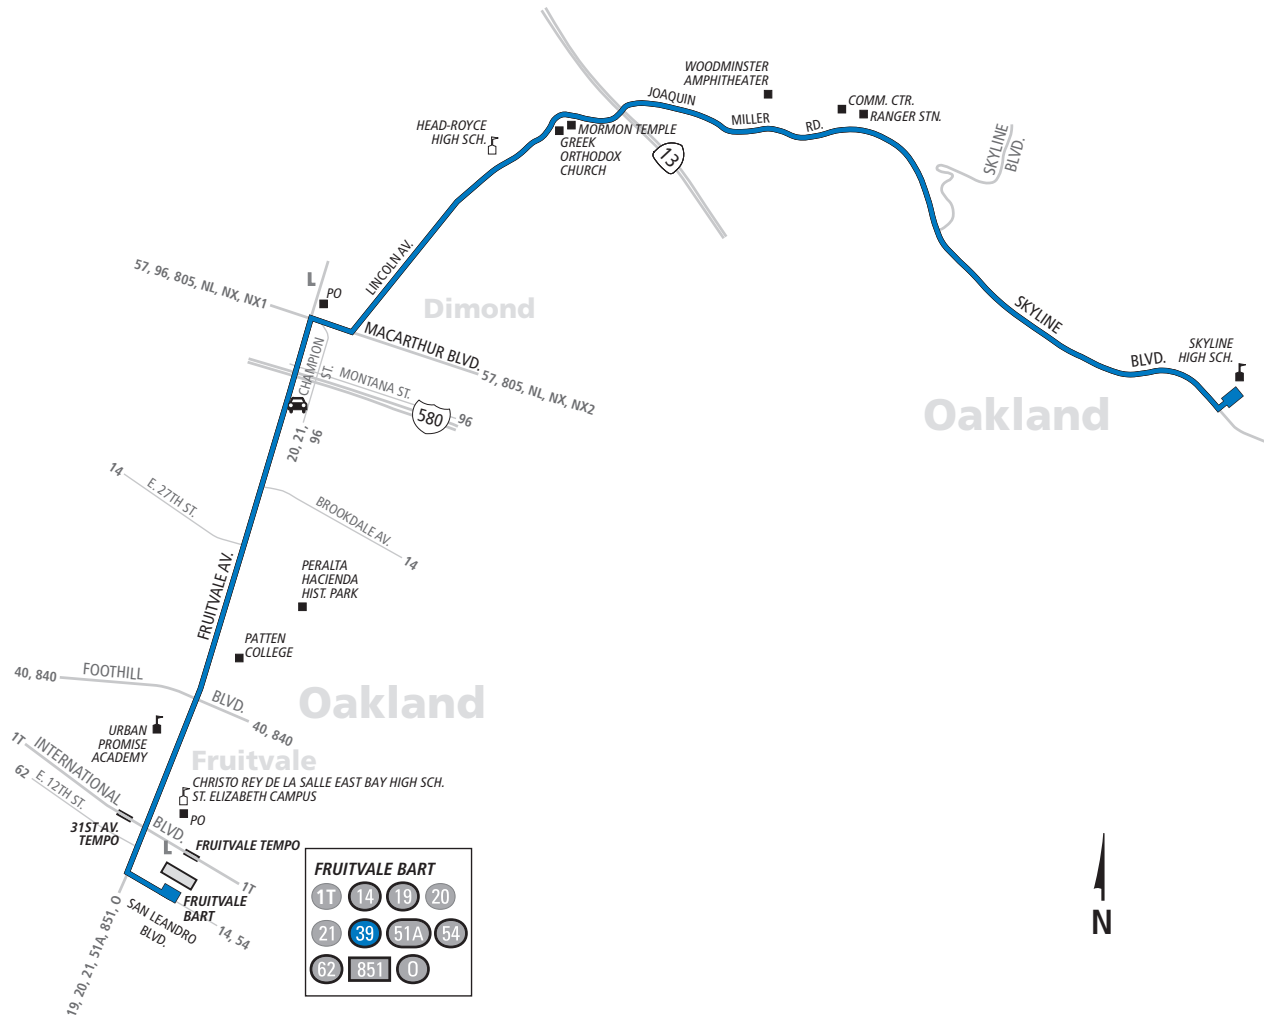 WOODMINSTER
AMPHITHEATER
JOAQUIN
MILLER
RD.
COMM. CTR.
RANGER STN.
SKYLINE
BLVD.
HEAD-ROYCE
HIGH SCH.
MORMON TEMPLE
GREEK
ORTHODOX
CHURCH
13
LINCOLN AV.
57, 96, 805, NL, NX, NX1
L
PO
Dimond
MACARTHUR BLVD.
57, 805, NL, NX, NX2
SKYLINE
BLVD.
SKYLINE
HIGH SCH.
CHAMPION
ST.
MONTANA ST.
580
96
20, 21,
96
Oakland
14
E. 27TH ST.
BROOKDALE AV.
14
FRUITVALE AV.
PERALTA
HACIENDA
HIST. PARK
PATTEN
COLLEGE
40, 840
FOOTHILL
BLVD.
40, 840
Oakland
URBAN
PROMISE
ACADEMY
Fruitvale
1T
INTERNATIONAL
BLVD.
1T
62
E. 12TH ST.
CHRISTO REY DE LA SALLE EAST BAY HIGH SCH.
ST. ELIZABETH CAMPUS
PO
31ST AV.
TEMPO
L
FRUITVALE TEMPO
FRUITVALE
BART
SAN LEANDRO
BLVD.
14, 54
19, 20, 21, 51A, 851, O
FRUITVALE BART
1T 14 19 20
21 39 51A 54
62 851 O
N